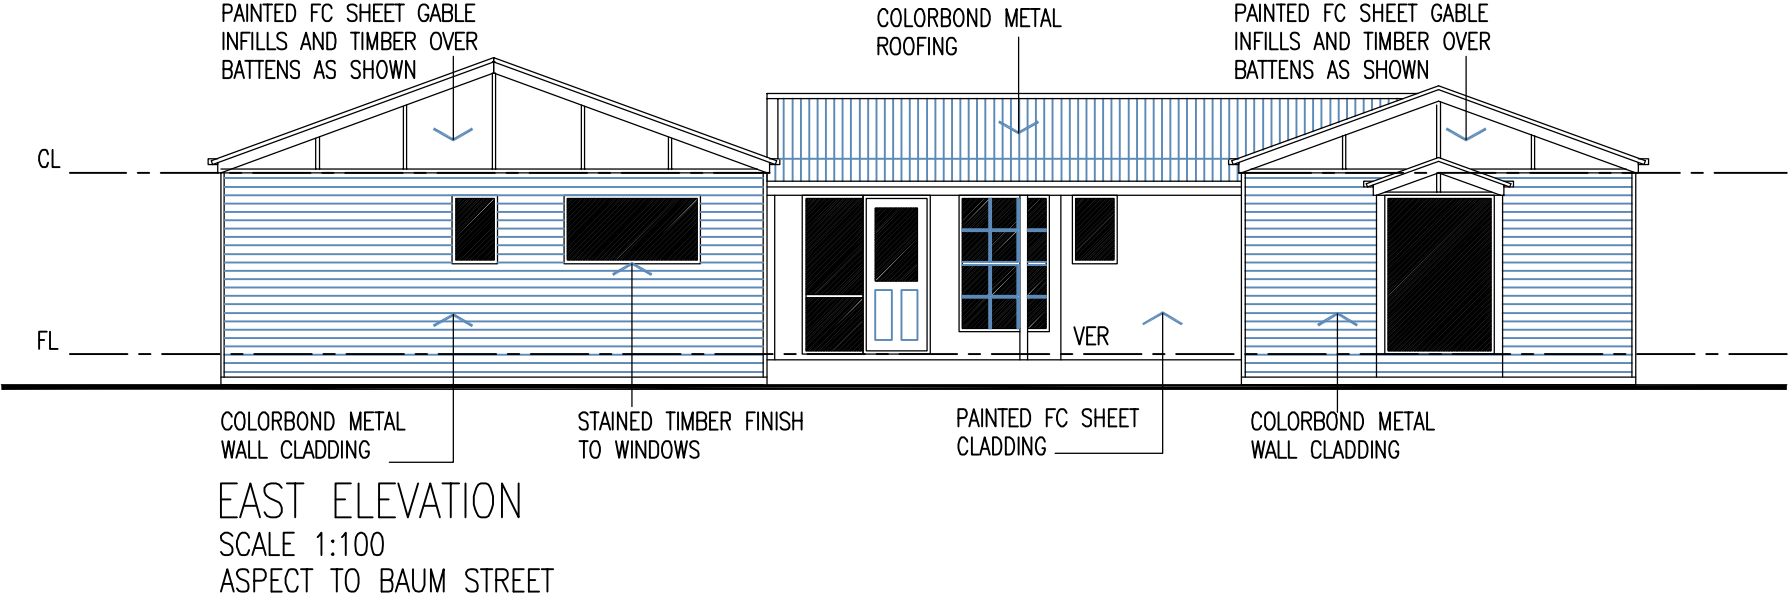 PAINTED FC SHEET GABLE
INFILLS AND TIMBER OVER
BATTENS AS SHOWN
COLORBOND METAL
ROOFING
PAINTED FC SHEET GABLE
INFILLS AND TIMBER OVER
BATTENS AS SHOWN
CL
FL
VER
COLORBOND METAL
WALL CLADDING
STAINED TIMBER FINISH
TO WINDOWS
PAINTED FC SHEET
CLADDING
COLORBOND METAL
WALL CLADDING
EAST ELEVATION
SCALE 1:100
ASPECT TO BAUM STREET